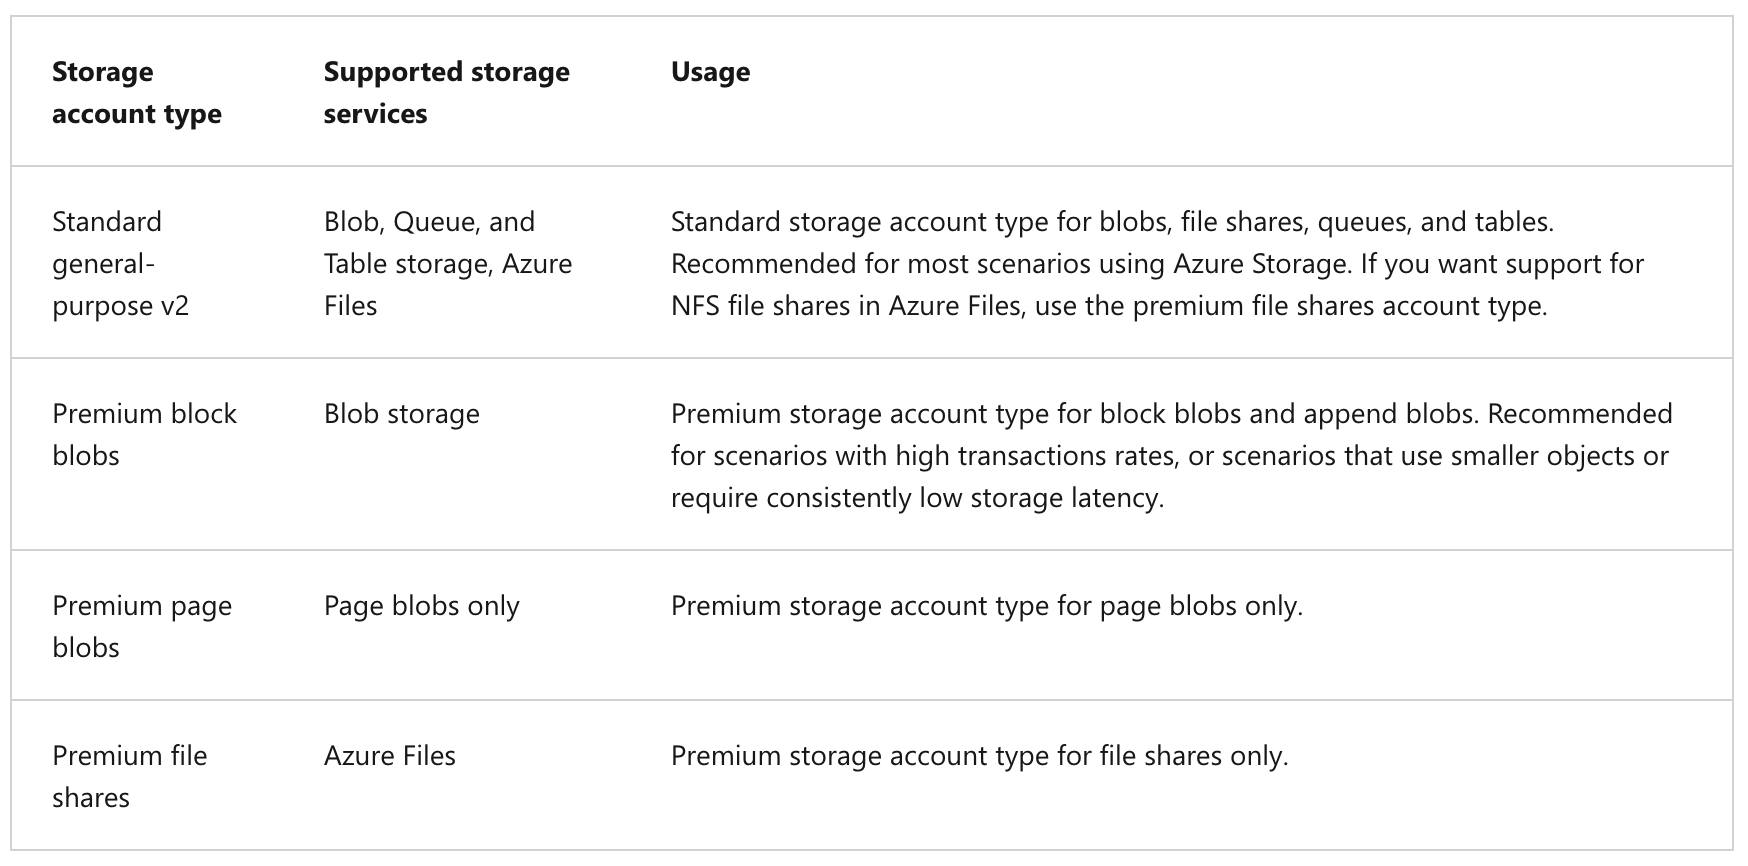 Storage
account type
Supported storage
services
Usage
Standard
general-
purpose v2
Blob, Queue, and
Table storage, Azure
Files
Standard storage account type for blobs, file shares, queues, and tables.
Recommended for most scenarios using Azure Storage. If you want support for
NFS file shares in Azure Files, use the premium file shares account type.
Premium block
blobs
Blob storage
Premium storage account type for block blobs and append blobs. Recommended
for scenarios with high transactions rates, or scenarios that use smaller objects or
require consistently low storage latency.
Premium page
blobs
Page blobs only
Premium storage account type for page blobs only.
Premium file
shares
Azure Files
Premium storage account type for file shares only.